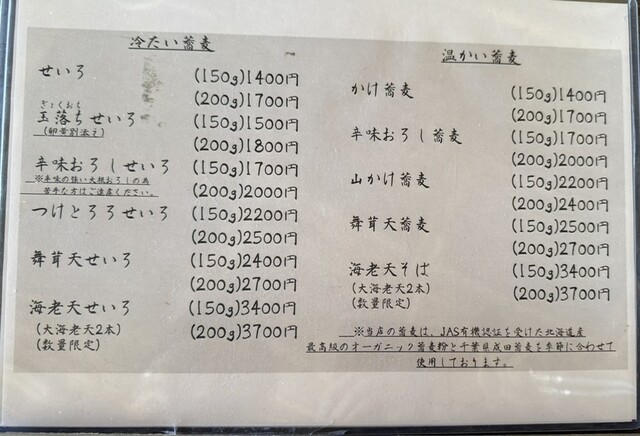 冷たい蕎麦
せいろ (150g)1400円
(200g)1700円
ぎょくおち
玉落ちせいろ (150g)1500円
(卵黄別添え) (200g)1800円
辛味おろしせいろ (150g)1700円
※辛味の強い大根おろしの為
苦手な方はご遠慮ください。 (200g)2000円
つけとろろせいろ (150g)2200円
(200g)2500円
舞茸天せいろ (150g)2400円
(200g)2700円
海老天せいろ (150g)3400円
(大海老天2本) (200g)3700円
(数量限定)
温かい蕎麦
かけ蕎麦 (150g)1400円
(200g)1700円
辛味おろし蕎麦 (150g)1700円
(200g)2000円
山かけ蕎麦 (150g)2200円
(200g)2400円
舞茸天蕎麦 (150g)2500円
(200g)2700円
海老天そば (150g)3400円
(大海老天2本) (200g)3700円
(数量限定)
※当店の蕎麦は、JAS有機認証を受けた北海道産
最高級のオーガニック蕎麦粉と千葉県成田蕎麦を季節に合わせて
使用しております。